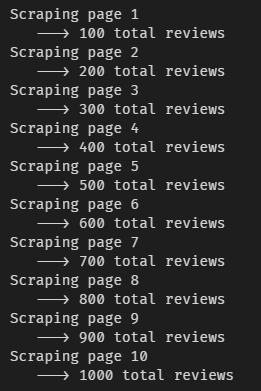 Scraping page 1
---> 100 total reviews
Scraping page 2
---> 200 total reviews
Scraping page 3
---> 300 total reviews
Scraping page 4
---> 400 total reviews
Scraping page 5
---> 500 total reviews
Scraping page 6
---> 600 total reviews
Scraping page 7
---> 700 total reviews
Scraping page 8
---> 800 total reviews
Scraping page 9
---> 900 total reviews
Scraping page 10
---> 1000 total reviews